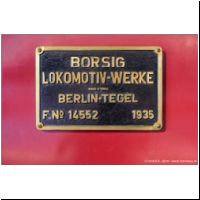 BORSIG
LOKOMOTIV-WERKE
BERLIN-TEGEL
F.No 14552 1935